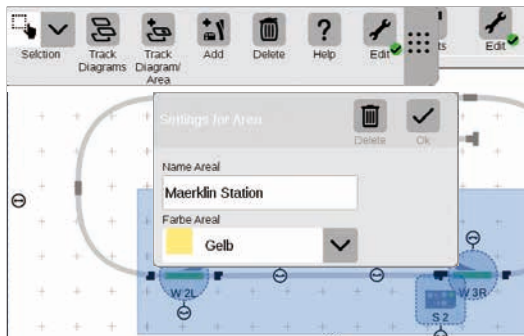 Selction
Track
Diagrams
Track
Diagram/
Area
Add
Delete
Help
Edit
ts
Edit
Settings for Area
Delete
Ok
Name Areal
Maerklin Station
Farbe Areal
Gelb
W 2L
W 3R
S 2